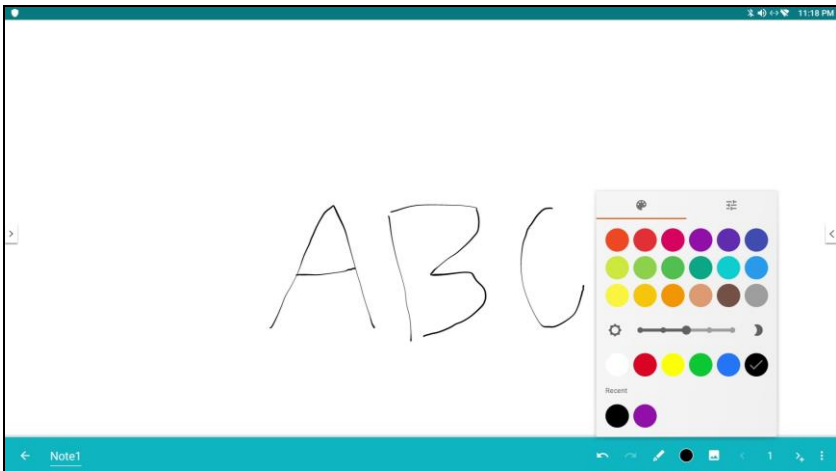 11:18 PM
ABC
Recent
Note1
1